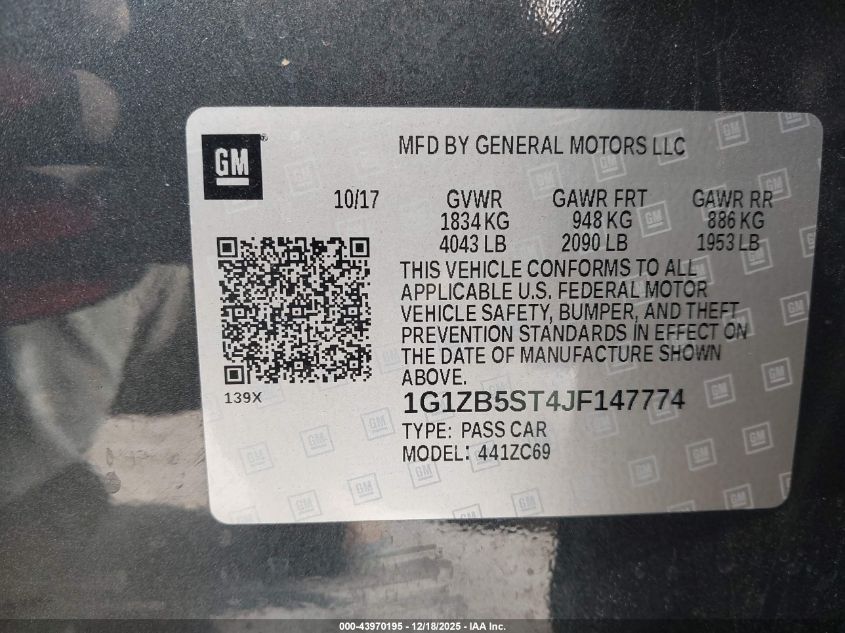 GM
MFD BY GENERAL MOTORS LLC
10/17 GVWR GAWR FRT GAWR RR
1834 KG 948 KG 886 KG
4043 LB 2090 LB 1953 LB
THIS VEHICLE CONFORMS TO ALL
APPLICABLE U.S. FEDERAL MOTOR
VEHICLE SAFETY, BUMPER, AND THEFT
PREVENTION STANDARDS IN EFFECT ON
THE DATE OF MANUFACTURE SHOWN
ABOVE.
139X
1G1ZB5ST4JF147774
TYPE: PASS CAR
MODEL: 441ZC69
000-43970195 - 12/18/2025 - IAA Inc.